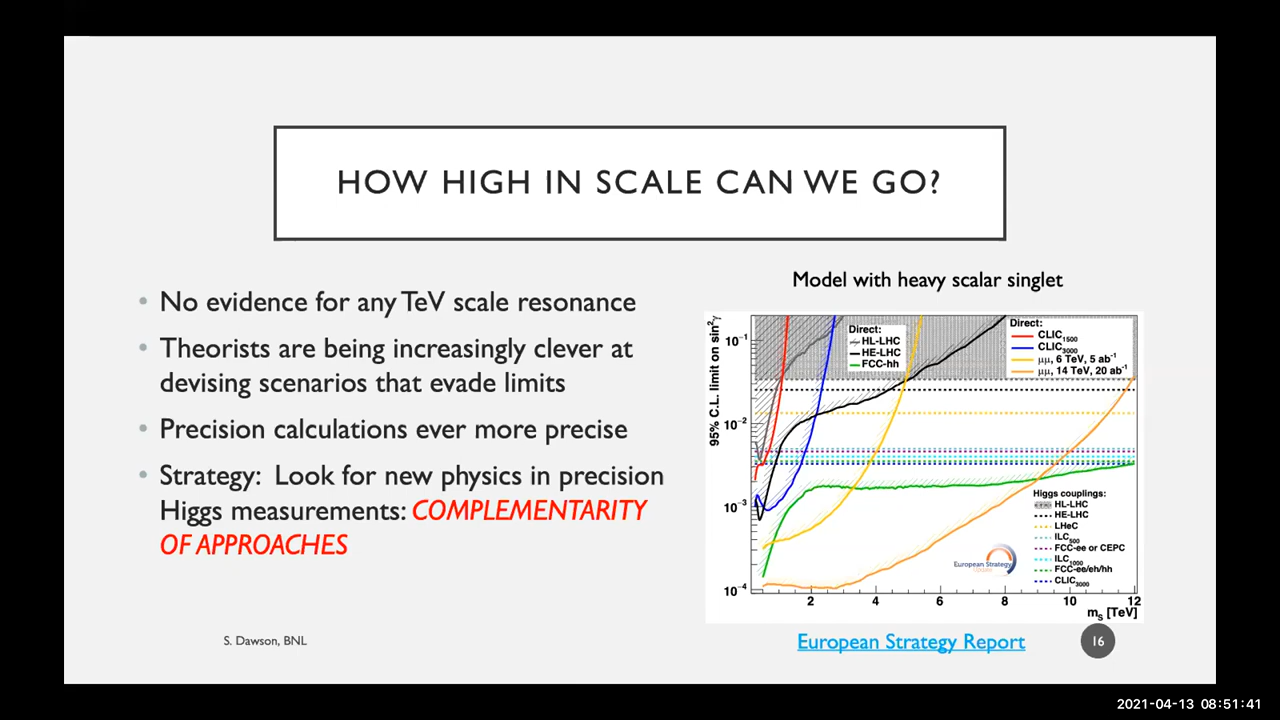 HOW HIGH IN SCALE CAN WE GO?
• No evidence for any TeV scale resonance
• Theorists are being increasingly clever at
devising scenarios that evade limits
• Precision calculations ever more precise
• Strategy: Look for new physics in precision
Higgs measurements: COMPLEMENTARITY
OF APPROACHES
Model with heavy scalar singlet
95% C.L. limit on sin²γ
10⁻¹
10⁻²
10⁻³
10⁻⁴
Direct:
HL-LHC
HE-LHC
FCC-hh
Direct:
CLIC₁₅₀₀
CLIC₃₀₀₀
μμ, 6 TeV, 5 ab⁻¹
μμ, 14 TeV, 20 ab⁻¹
Higgs couplings:
HL-LHC
HE-LHC
LHeC
ILC₅₀₀
FCC-ee or CEPC
ILC₁₀₀₀
FCC-ee/eh/hh
CLIC₃₀₀₀
European Strategy
2 4 6 8 10 12
mS [TeV]
S. Dawson, BNL
European Strategy Report
16
2021-04-13 08:51:41